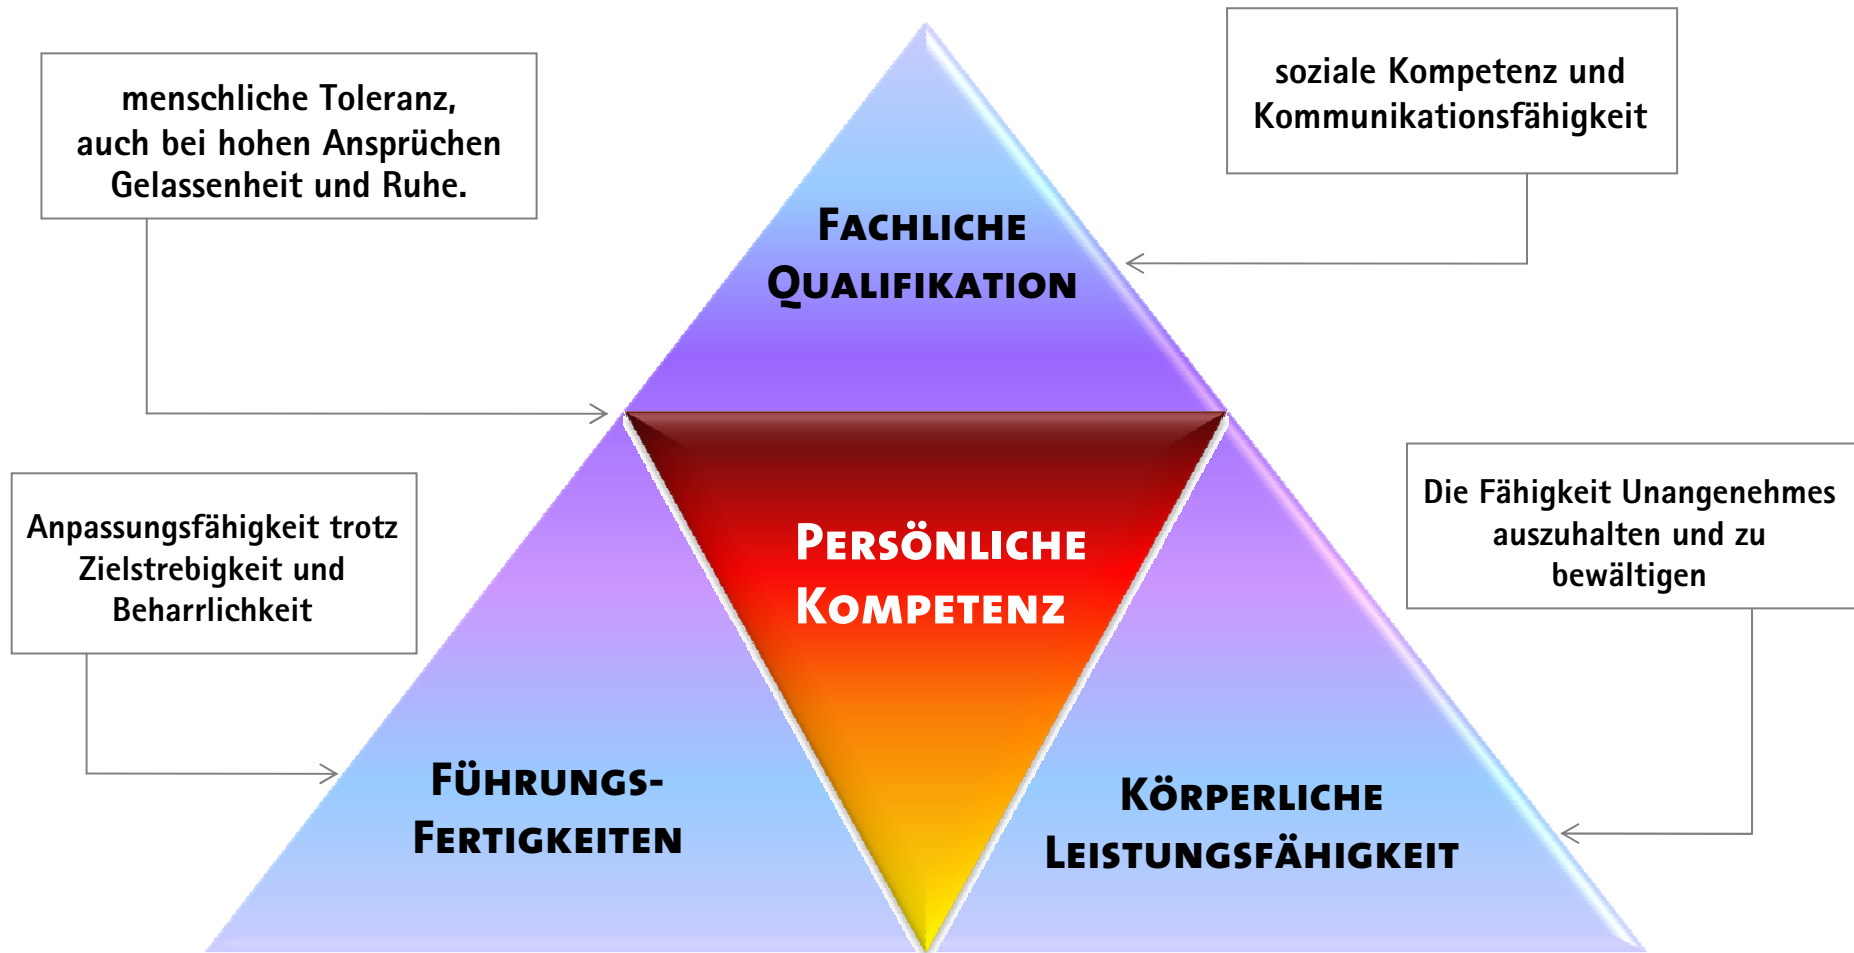 menschliche Toleranz,
auch bei hohen Ansprüchen
Gelassenheit und Ruhe.
soziale Kompetenz und
Kommunikationsfähigkeit
FACHLICHE
QUALIFIKATION
Anpassungsfähigkeit trotz
Zielstrebigkeit und
Beharrlichkeit
PERSÖNLICHE
KOMPETENZ
Die Fähigkeit Unangenehmes
auszuhalten und zu
bewältigen
FÜHRUNGS-
FERTIGKEITEN
KÖRPERLICHE
LEISTUNGSFÄHIGKEIT